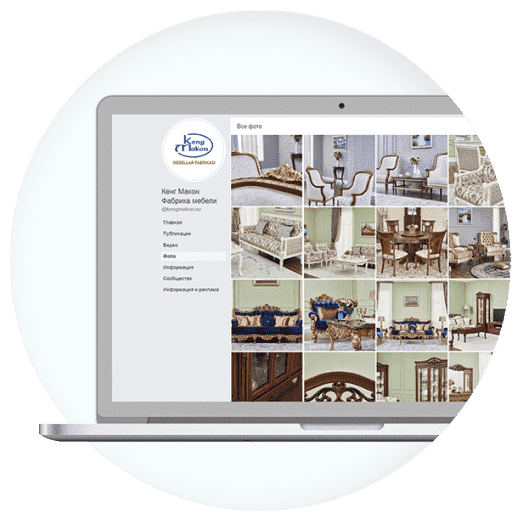 Все фото
Keng
Makon
MEBELLAR FABRIKASI
Кенг Макон
Фабрика мебели
@kengmakon.uz
Главная
Публикации
Видео
Фото
Информация
Сообщество
Информация и реклама